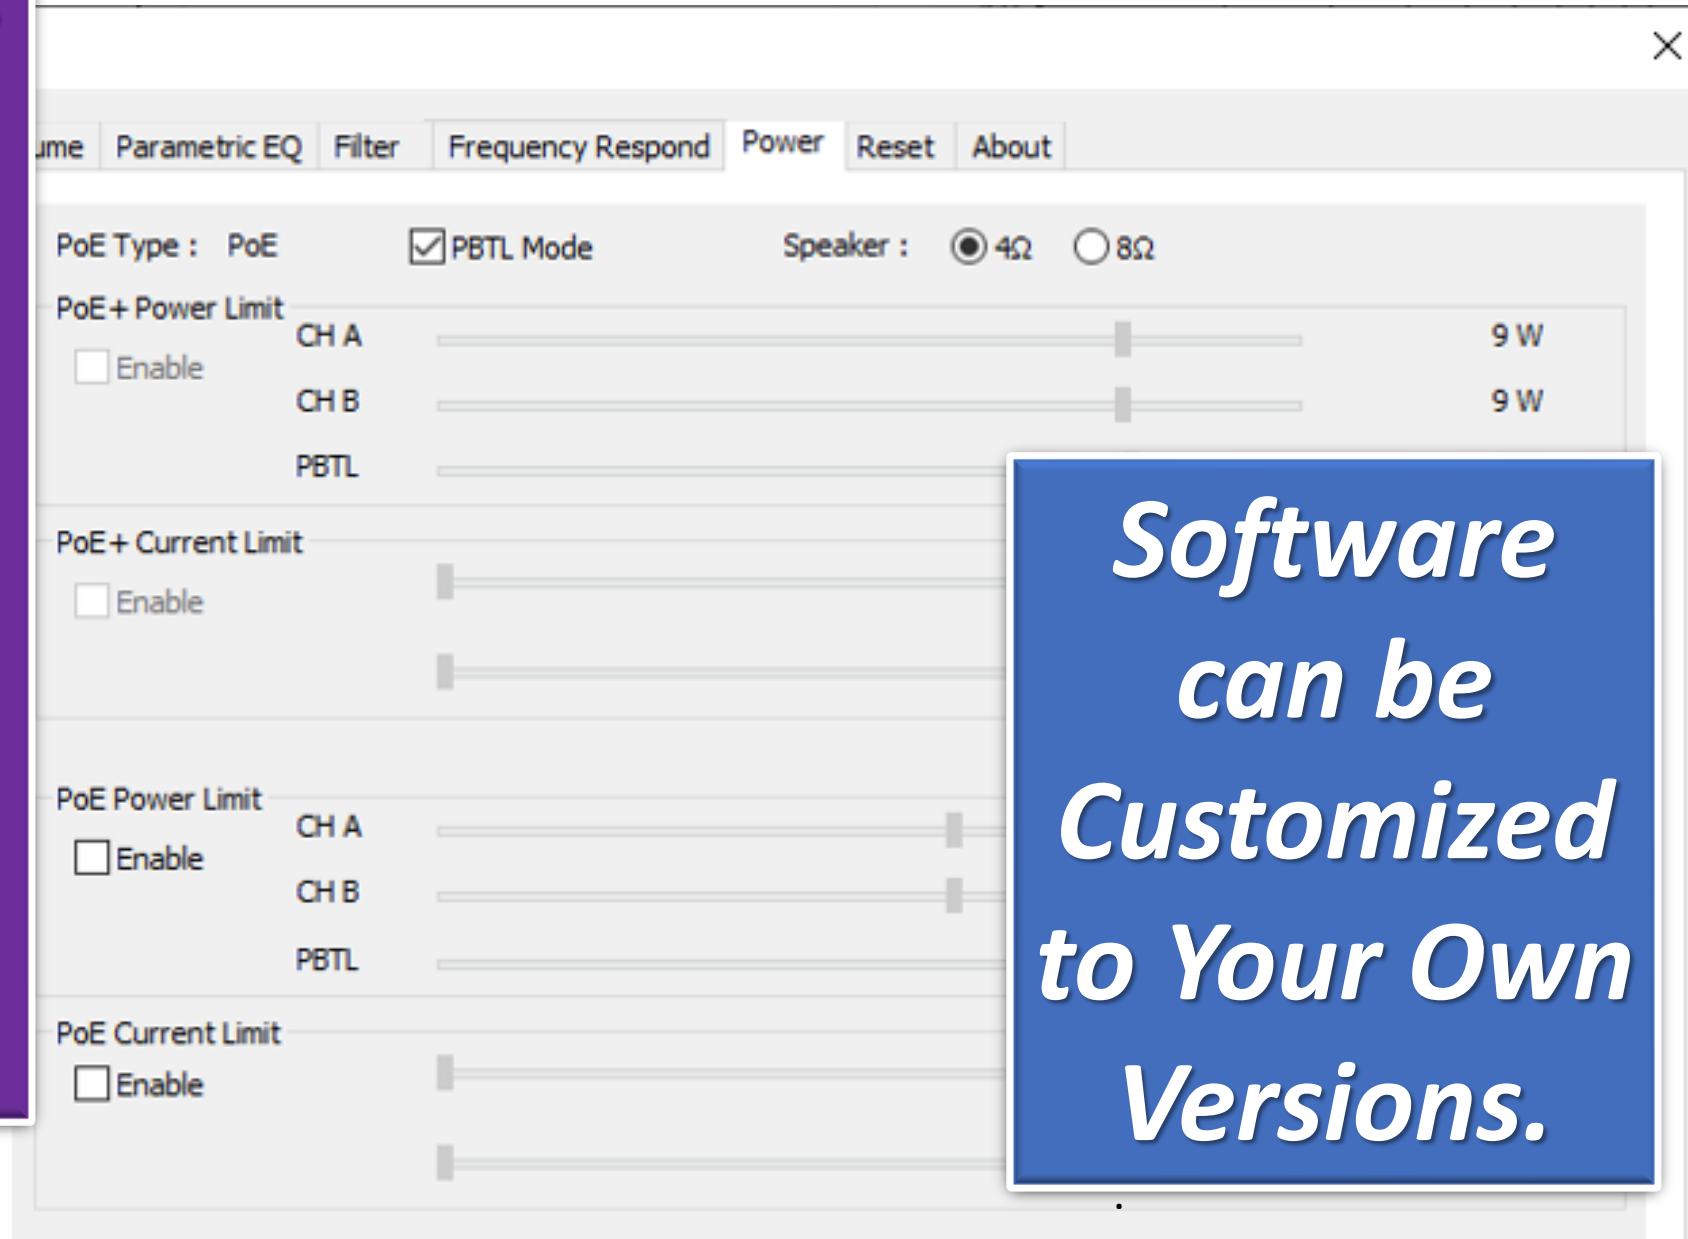 ume Parametric EQ Filter Frequency Respond Power Reset About
PoE Type : PoE PBTL Mode Speaker : 4Ω 8Ω
PoE+ Power Limit
CH A 9 W
Enable
CH B 9 W
PBTL
PoE+ Current Limit
Enable
PoE Power Limit
CH A
Enable
CH B
PBTL
PoE Current Limit
Enable
Software
can be
Customized
to Your Own
Versions.